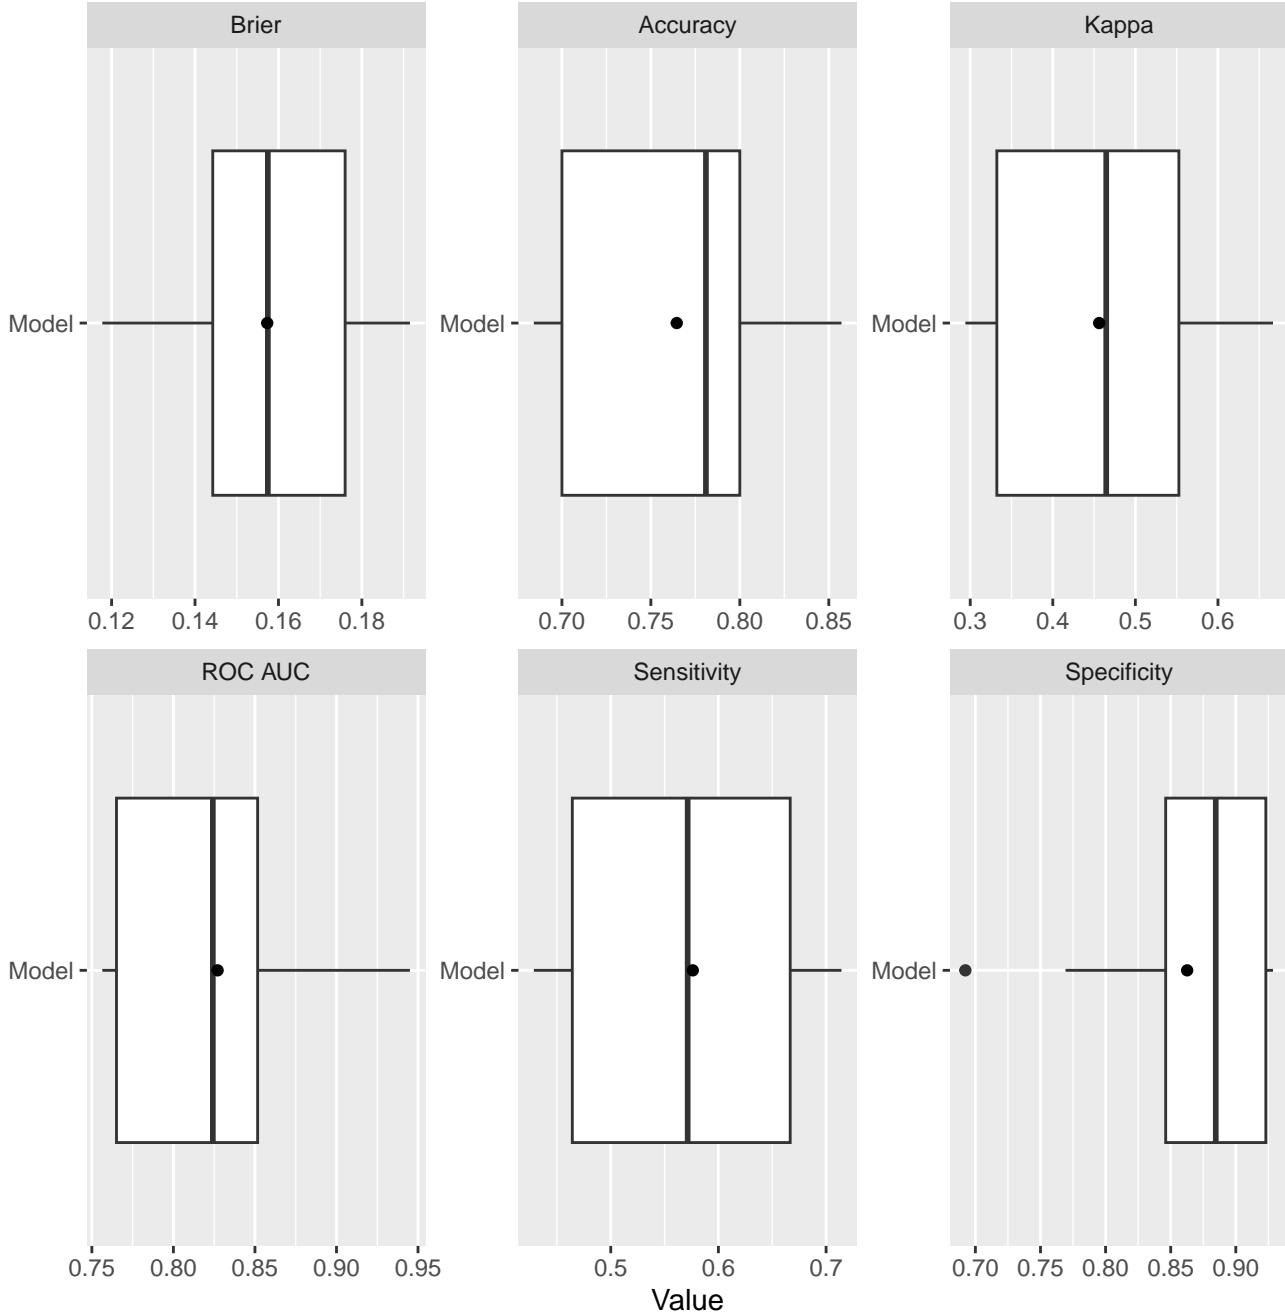 Brier
Accuracy
Kappa
Model
Model
Model
0.12 0.14 0.16 0.18
0.70 0.75 0.80 0.85
0.3 0.4 0.5 0.6
ROC AUC
Sensitivity
Specificity
Model
Model
Model
0.75 0.80 0.85 0.90 0.95
0.5 0.6 0.7
0.70 0.75 0.80 0.85 0.90
Value